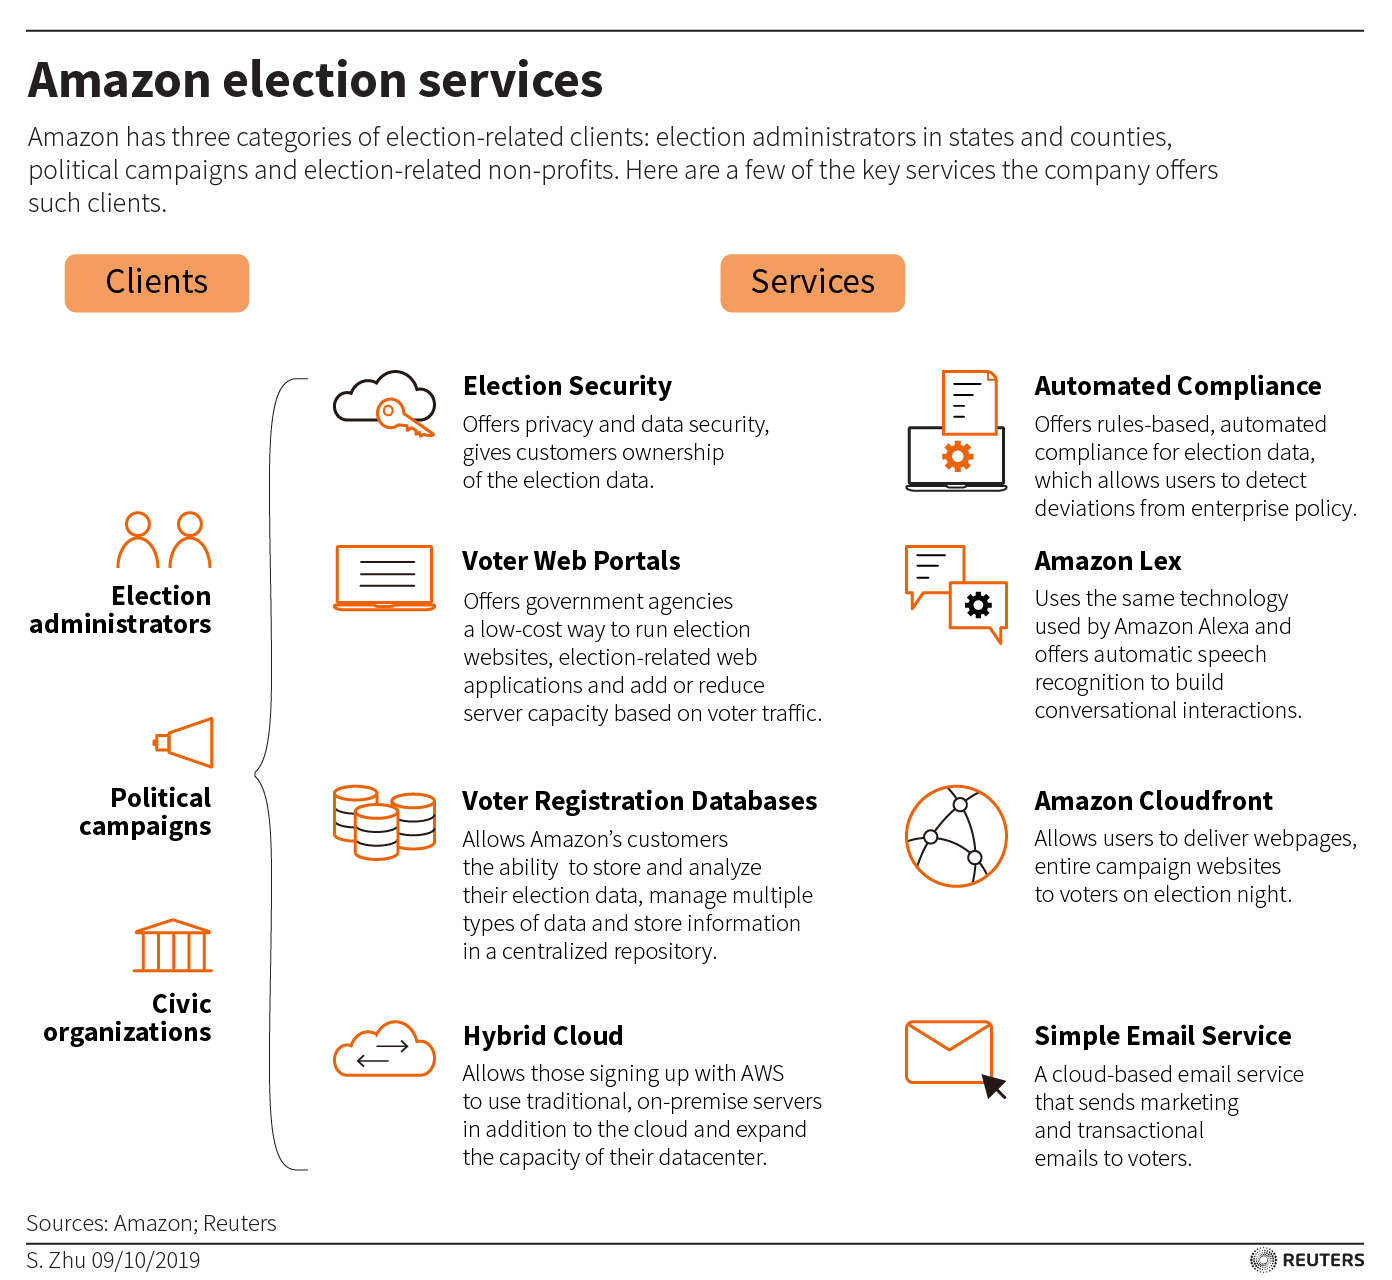 Amazon election services
Amazon has three categories of election-related clients: election administrators in states and counties,
political campaigns and election-related non-profits. Here are a few of the key services the company offers
such clients.
Clients
Services
Election
administrators
Political
campaigns
Civic
organizations
Election Security
Offers privacy and data security,
gives customers ownership
of the election data.
Voter Web Portals
Offers government agencies
a low-cost way to run election
websites, election-related web
applications and add or reduce
server capacity based on voter traffic.
Voter Registration Databases
Allows Amazon’s customers
the ability  to store and analyze
their election data, manage multiple
types of data and store information
in a centralized repository.
Hybrid Cloud
Allows those signing up with AWS
to use traditional, on-premise servers
in addition to the cloud and expand
the capacity of their datacenter.
Automated Compliance
Offers rules-based, automated
compliance for election data,
which allows users to detect
deviations from enterprise policy.
Amazon Lex
Uses the same technology
used by Amazon Alexa and
offers automatic speech
recognition to build
conversational interactions.
Amazon Cloudfront
Allows users to deliver webpages,
entire campaign websites
to voters on election night.
Simple Email Service
A cloud-based email service
that sends marketing
and transactional
emails to voters.
Sources: Amazon; Reuters
S. Zhu 09/10/2019
REUTERS